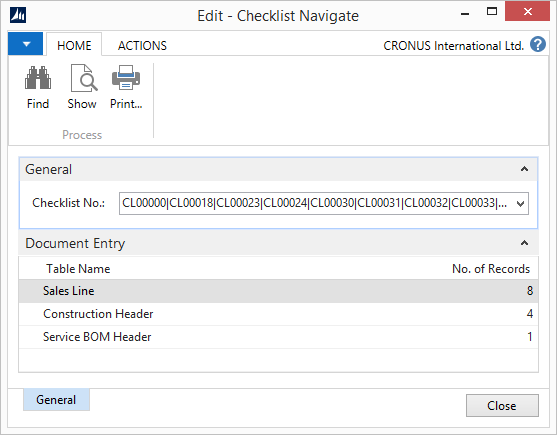 Edit - Checklist Navigate
HOME ACTIONS CRONUS International Ltd. ?
Find Show Print...
Process
General
Checklist No.: CL00000|CL00018|CL00023|CL00024|CL00030|CL00031|CL00032|CL00033|...
Document Entry
Table Name No. of Records
Sales Line 8
Construction Header 4
Service BOM Header 1
General Close